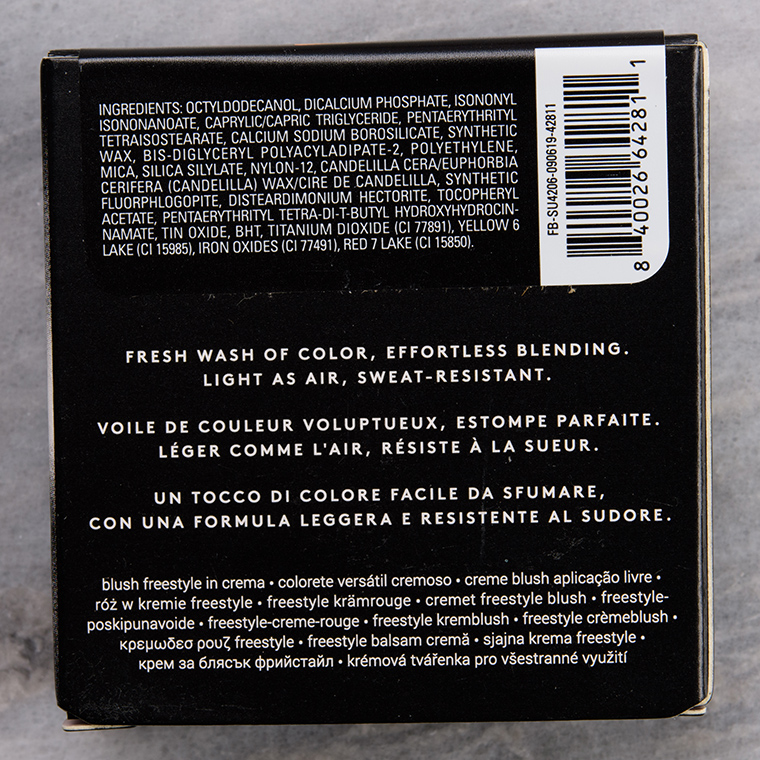 INGREDIENTS: OCTYLDODECANOL, DICALCIUM PHOSPHATE, ISONONYL
ISONONANOATE, CAPRYLIC/CAPRIC TRIGLYCERIDE, PENTAERYTHRITYL
TETRAISOSTEARATE, CALCIUM SODIUM BOROSILICATE, SYNTHETIC
WAX, BIS-DIGLYCERYL POLYACYLADIPATE-2, POLYETHYLENE,
MICA, SILICA SILYLATE, NYLON-12, CANDELILLA CERA/EUPHORBIA
CERIFERA (CANDELILLA) WAX/CIRE DE CANDELILLA, SYNTHETIC
FLUORPHLOGOPITE, DISTEARDIMONIUM HECTORITE, TOCOPHERYL
ACETATE, PENTAERYTHRITYL TETRA-DI-T-BUTYL HYDROXYHYDROCIN-
NAMATE, TIN OXIDE, BHT, TITANIUM DIOXIDE (CI 77891), YELLOW 6
LAKE (CI 15985), IRON OXIDES (CI 77491), RED 7 LAKE (CI 15850).
FB-SU4206-090619-42811
8 40026 64281 1
FRESH WASH OF COLOR, EFFORTLESS BLENDING.
LIGHT AS AIR, SWEAT-RESISTANT.
VOILE DE COULEUR VOLUPTUEUX, ESTOMPE PARFAITE.
LÉGER COMME L'AIR, RÉSISTE À LA SUEUR.
UN TOCCO DI COLORE FACILE DA SFUMARE,
CON UNA FORMULA LEGGERA E RESISTENTE AL SUDORE.
blush freestyle in crema • colorete versátil cremoso • creme blush aplicação livre •
róż w kremie freestyle • freestyle krämrouge • cremet freestyle blush • freestyle-
poskipunavoide • freestyle-creme-rouge • freestyle kremblush • freestyle crèmeblush •
κρεμωδεσ ρουζ freestyle • freestyle balsam cremă • sjajna krema freestyle •
крем за блясък фрийстайл • krémová tvářenka pro všestranné využití